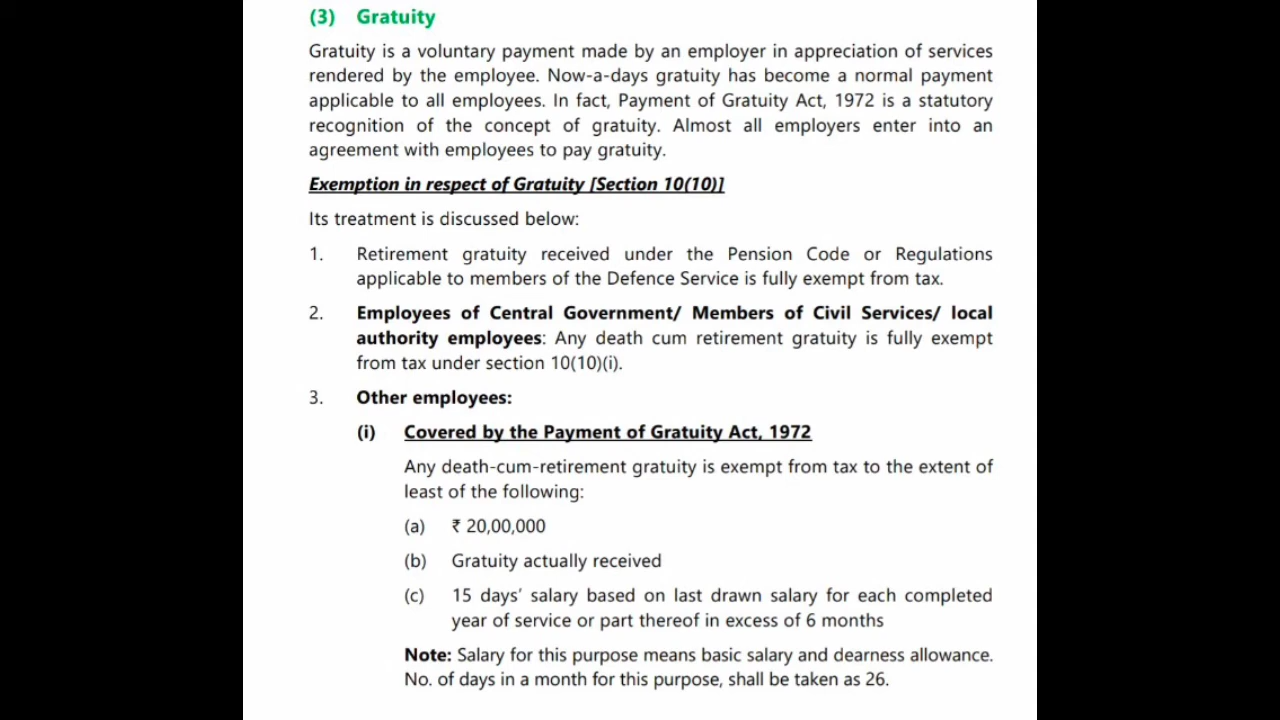 (3) Gratuity
Gratuity is a voluntary payment made by an employer in appreciation of services
rendered by the employee. Now-a-days gratuity has become a normal payment
applicable to all employees. In fact, Payment of Gratuity Act, 1972 is a statutory
recognition of the concept of gratuity. Almost all employers enter into an
agreement with employees to pay gratuity.
Exemption in respect of Gratuity [Section 10(10)]
Its treatment is discussed below:
1. Retirement gratuity received under the Pension Code or Regulations
applicable to members of the Defence Service is fully exempt from tax.
2. Employees of Central Government/ Members of Civil Services/ local
authority employees: Any death cum retirement gratuity is fully exempt
from tax under section 10(10)(i).
3. Other employees:
(i) Covered by the Payment of Gratuity Act, 1972
Any death-cum-retirement gratuity is exempt from tax to the extent of
least of the following:
(a) ₹ 20,00,000
(b) Gratuity actually received
(c) 15 days’ salary based on last drawn salary for each completed
year of service or part thereof in excess of 6 months
Note: Salary for this purpose means basic salary and dearness allowance.
No. of days in a month for this purpose, shall be taken as 26.